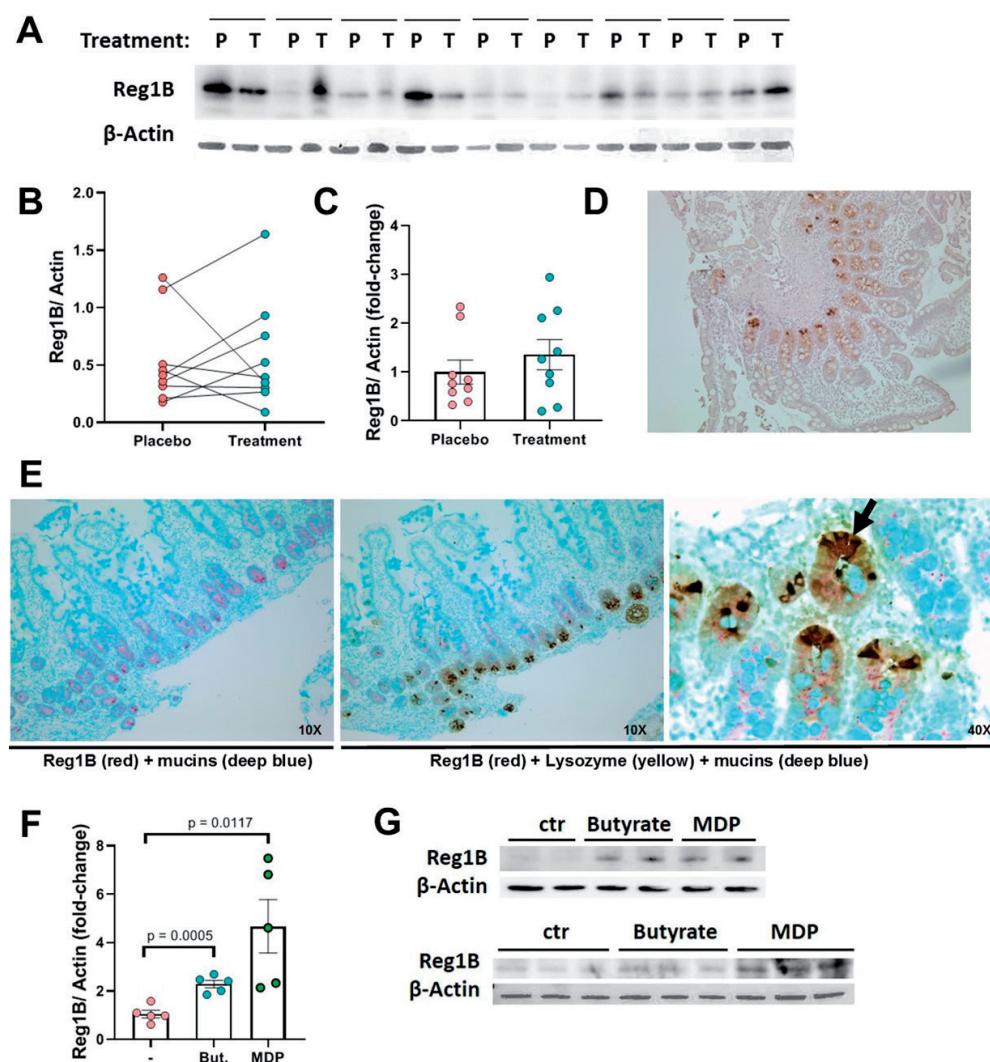 A
Treatment: P T P T P T P T P T P T P T P T P T
Reg1B
β-Actin
B
Reg1B/ Actin
2.0
1.5
1.0
0.5
0.0
Placebo Treatment
C
Reg1B/ Actin (fold-change)
4
3
2
1
0
Placebo Treatment
D
E
10X
10X
40X
Reg1B (red) + mucins (deep blue)
Reg1B (red) + Lysozyme (yellow) + mucins (deep blue)
F
Reg1B/ Actin (fold-change)
8
6
4
2
0
p = 0.0117
p = 0.0005
- But. MDP
G
ctr Butyrate MDP
Reg1B
β-Actin
ctr Butyrate MDP
Reg1B
β-Actin